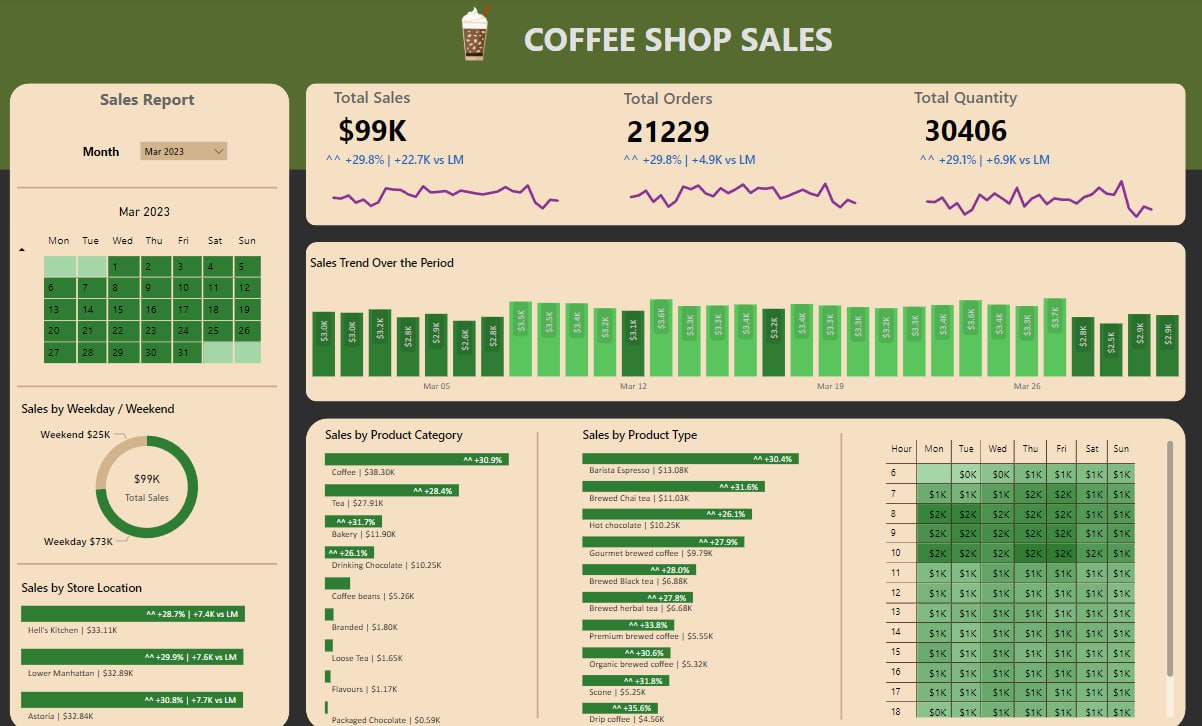 COFFEE SHOP SALES
Sales Report
Month
Mar 2023
Mar 2023
Mon Tue Wed Thu Fri Sat Sun
1 2 3 4 5
6 7 8 9 10 11 12
13 14 15 16 17 18 19
20 21 22 23 24 25 26
27 28 29 30 31
Sales by Weekday / Weekend
Weekend $25K
$99K
Total Sales
Weekday $73K
Sales by Store Location
^^ +28.7% | +7.4K vs LM
Hell's Kitchen | $33.11K
^^ +29.9% | +7.6K vs LM
Lower Manhattan | $32.89K
^^ +30.8% | +7.7K vs LM
Astoria | $32.84K
Total Sales
$99K
^^ +29.8% | +22.7K vs LM
Total Orders
21229
^^ +29.8% | +4.9K vs LM
Total Quantity
30406
^^ +29.1% | +6.9K vs LM
Sales Trend Over the Period
$3.0K $3.0K $3.2K $2.8K $2.9K $2.6K $2.8K $3.5K $3.5K $3.4K $3.2K $3.1K $3.6K $3.3K $3.3K $3.4K $3.2K $3.4K $3.3K $3.3K $3.2K $3.3K $3.4K $3.6K $3.4K $3.3K $3.7K $2.8K $2.5K $2.9K $2.9K
Mar 05 Mar 12 Mar 19 Mar 26
Sales by Product Category
^^ +30.9%
Coffee | $38.30K
^^ +28.4%
Tea | $27.91K
^^ +31.7%
Bakery | $11.90K
^^ +26.1%
Drinking Chocolate | $10.25K
Coffee beans | $5.26K
Branded | $1.80K
Loose Tea | $1.65K
Flavours | $1.17K
Packaged Chocolate | $0.59K
Sales by Product Type
^^ +30.4%
Barista Espresso | $13.08K
^^ +31.6%
Brewed Chai tea | $11.03K
^^ +26.1%
Hot chocolate | $10.25K
^^ +27.9%
Gourmet brewed coffee | $9.79K
^^ +28.0%
Brewed Black tea | $6.88K
^^ +27.8%
Brewed herbal tea | $6.68K
^^ +33.8%
Premium brewed coffee | $5.55K
^^ +30.6%
Organic brewed coffee | $5.32K
^^ +31.8%
Scone | $5.25K
^^ +35.6%
Drip coffee | $4.56K
Hour Mon Tue Wed Thu Fri Sat Sun
6 $0K $0K $1K $1K $1K $1K
7 $1K $1K $1K $2K $2K $1K $1K
8 $2K $2K $2K $2K $2K $1K $1K
9 $2K $2K $2K $2K $2K $1K $1K
10 $2K $2K $2K $2K $2K $1K $2K
11 $1K $1K $1K $1K $1K $1K $1K
12 $1K $1K $1K $1K $1K $1K $1K
13 $1K $1K $1K $1K $1K $1K $1K
14 $1K $1K $1K $1K $1K $1K $1K
15 $1K $1K $1K $1K $1K $1K $1K
16 $1K $1K $1K $1K $1K $1K $1K
17 $1K $1K $1K $1K $1K $1K $1K
18 $0K $1K $1K $1K $1K $1K $1K